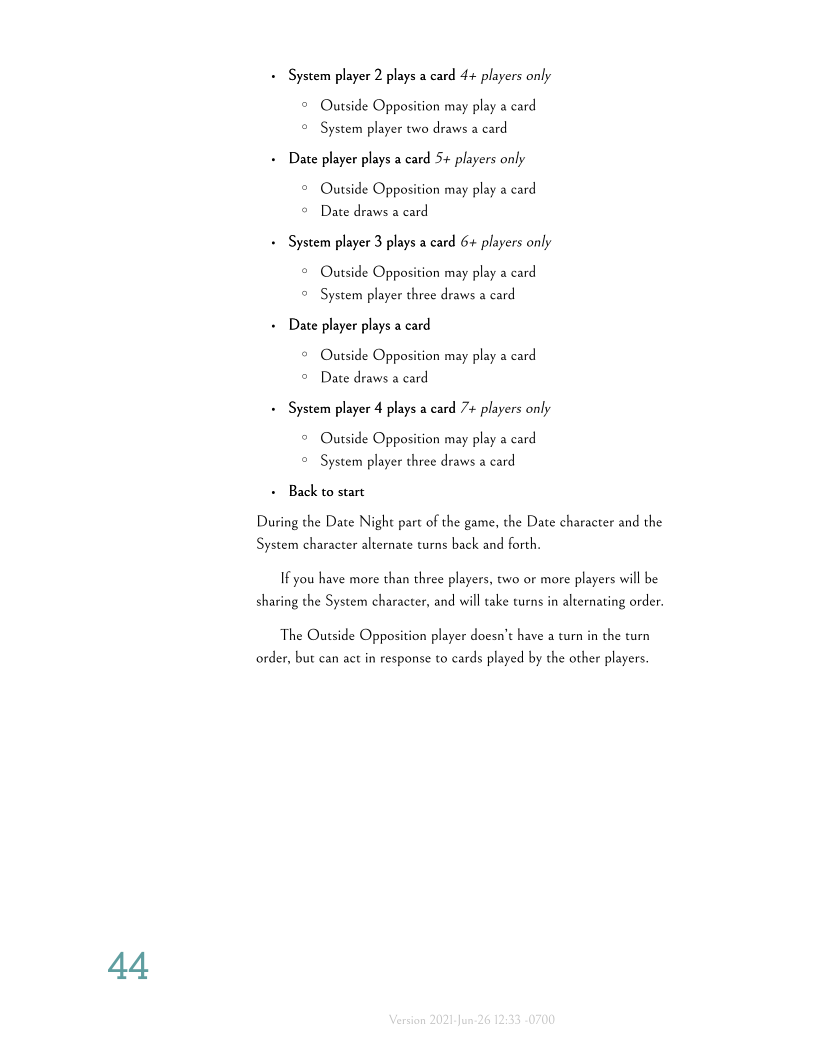 • System player 2 plays a card 4+ players only
◦ Outside Opposition may play a card
◦ System player two draws a card
• Date player plays a card 5+ players only
◦ Outside Opposition may play a card
◦ Date draws a card
• System player 3 plays a card 6+ players only
◦ Outside Opposition may play a card
◦ System player three draws a card
• Date player plays a card
◦ Outside Opposition may play a card
◦ Date draws a card
• System player 4 plays a card 7+ players only
◦ Outside Opposition may play a card
◦ System player three draws a card
• Back to start
During the Date Night part of the game, the Date character and the
System character alternate turns back and forth.
If you have more than three players, two or more players will be
sharing the System character, and will take turns in alternating order.
The Outside Opposition player doesn't have a turn in the turn
order, but can act in response to cards played by the other players.
44
Version 2021-Jun-26 12:33 -0700